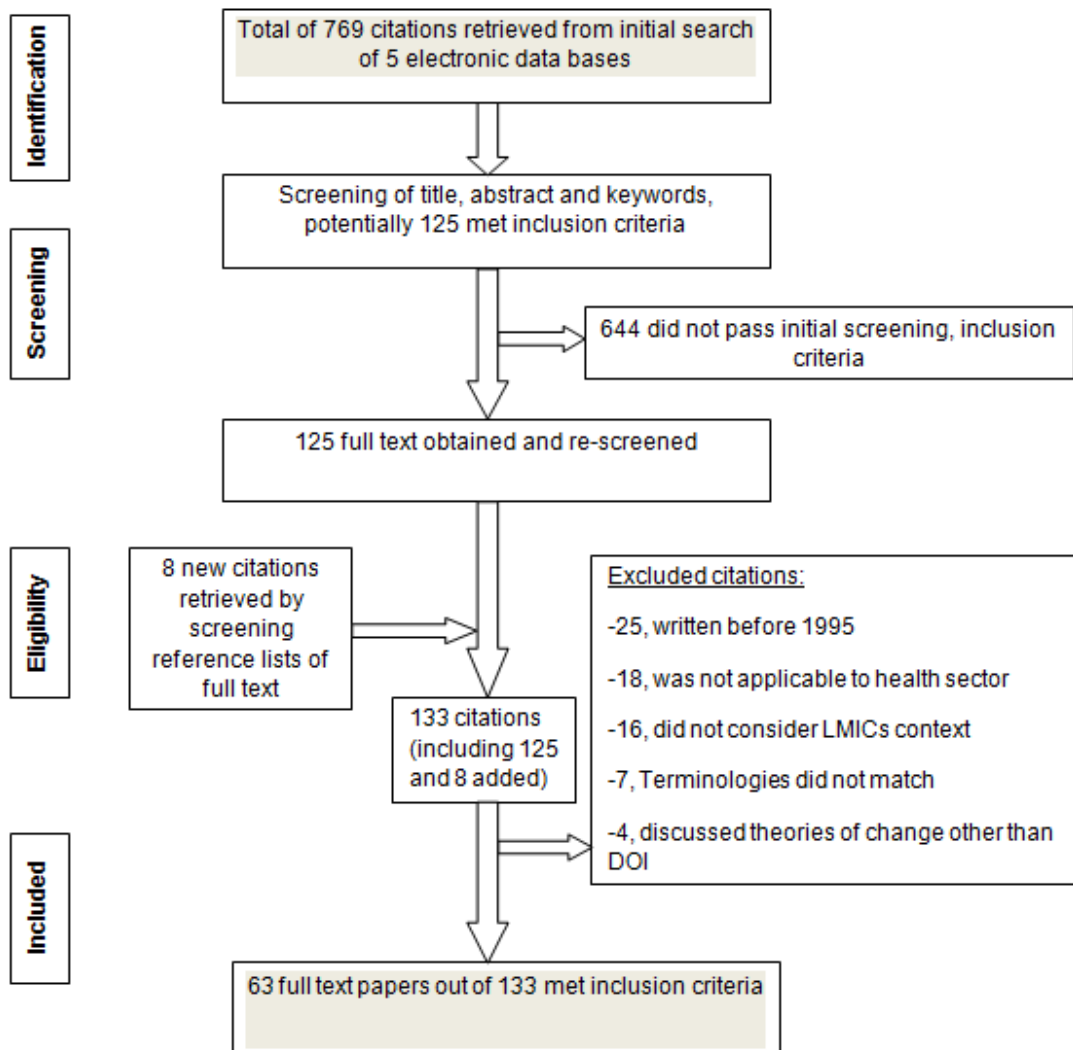 Identification
Total of 769 citations retrieved from initial search
of 5 electronic data bases
Screening of title, abstract and keywords,
potentially 125 met inclusion criteria
Screening
644 did not pass initial screening, inclusion
criteria
125 full text obtained and re-screened
Eligibility
8 new citations
retrieved by
screening
reference lists of
full text
Excluded citations:
-25, written before 1995
-18, was not applicable to health sector
-16, did not consider LMICs context
-7, Terminologies did not match
-4, discussed theories of change other than
DOI
133 citations
(including 125
and 8 added)
Included
63 full text papers out of 133 met inclusion criteria